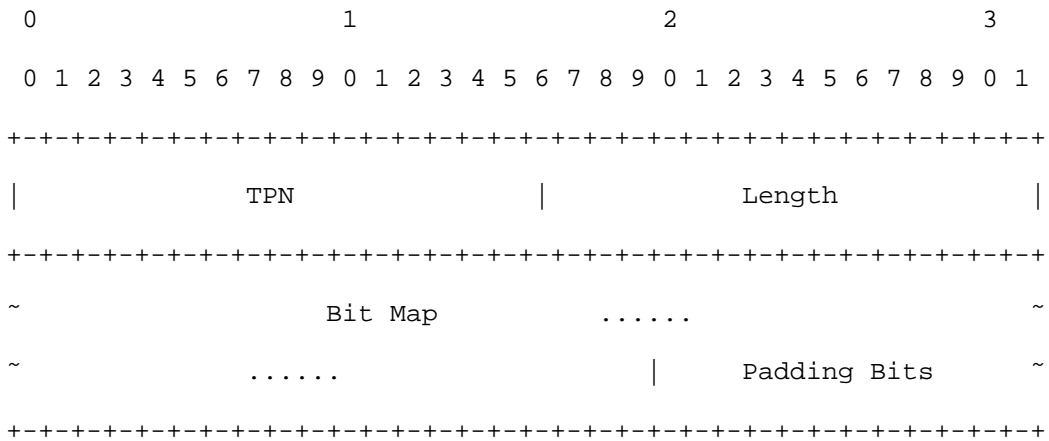 0                   1                   2                   3
0 1 2 3 4 5 6 7 8 9 0 1 2 3 4 5 6 7 8 9 0 1 2 3 4 5 6 7 8 9 0 1
+-+-+-+-+-+-+-+-+-+-+-+-+-+-+-+-+-+-+-+-+-+-+-+-+-+-+-+-+-+-+-+-+
|              TPN               |            Length            |
+-+-+-+-+-+-+-+-+-+-+-+-+-+-+-+-+-+-+-+-+-+-+-+-+-+-+-+-+-+-+-+-+
~                   Bit Map          ......                     ~
~              ......                   |     Padding Bits      ~
+-+-+-+-+-+-+-+-+-+-+-+-+-+-+-+-+-+-+-+-+-+-+-+-+-+-+-+-+-+-+-+-+